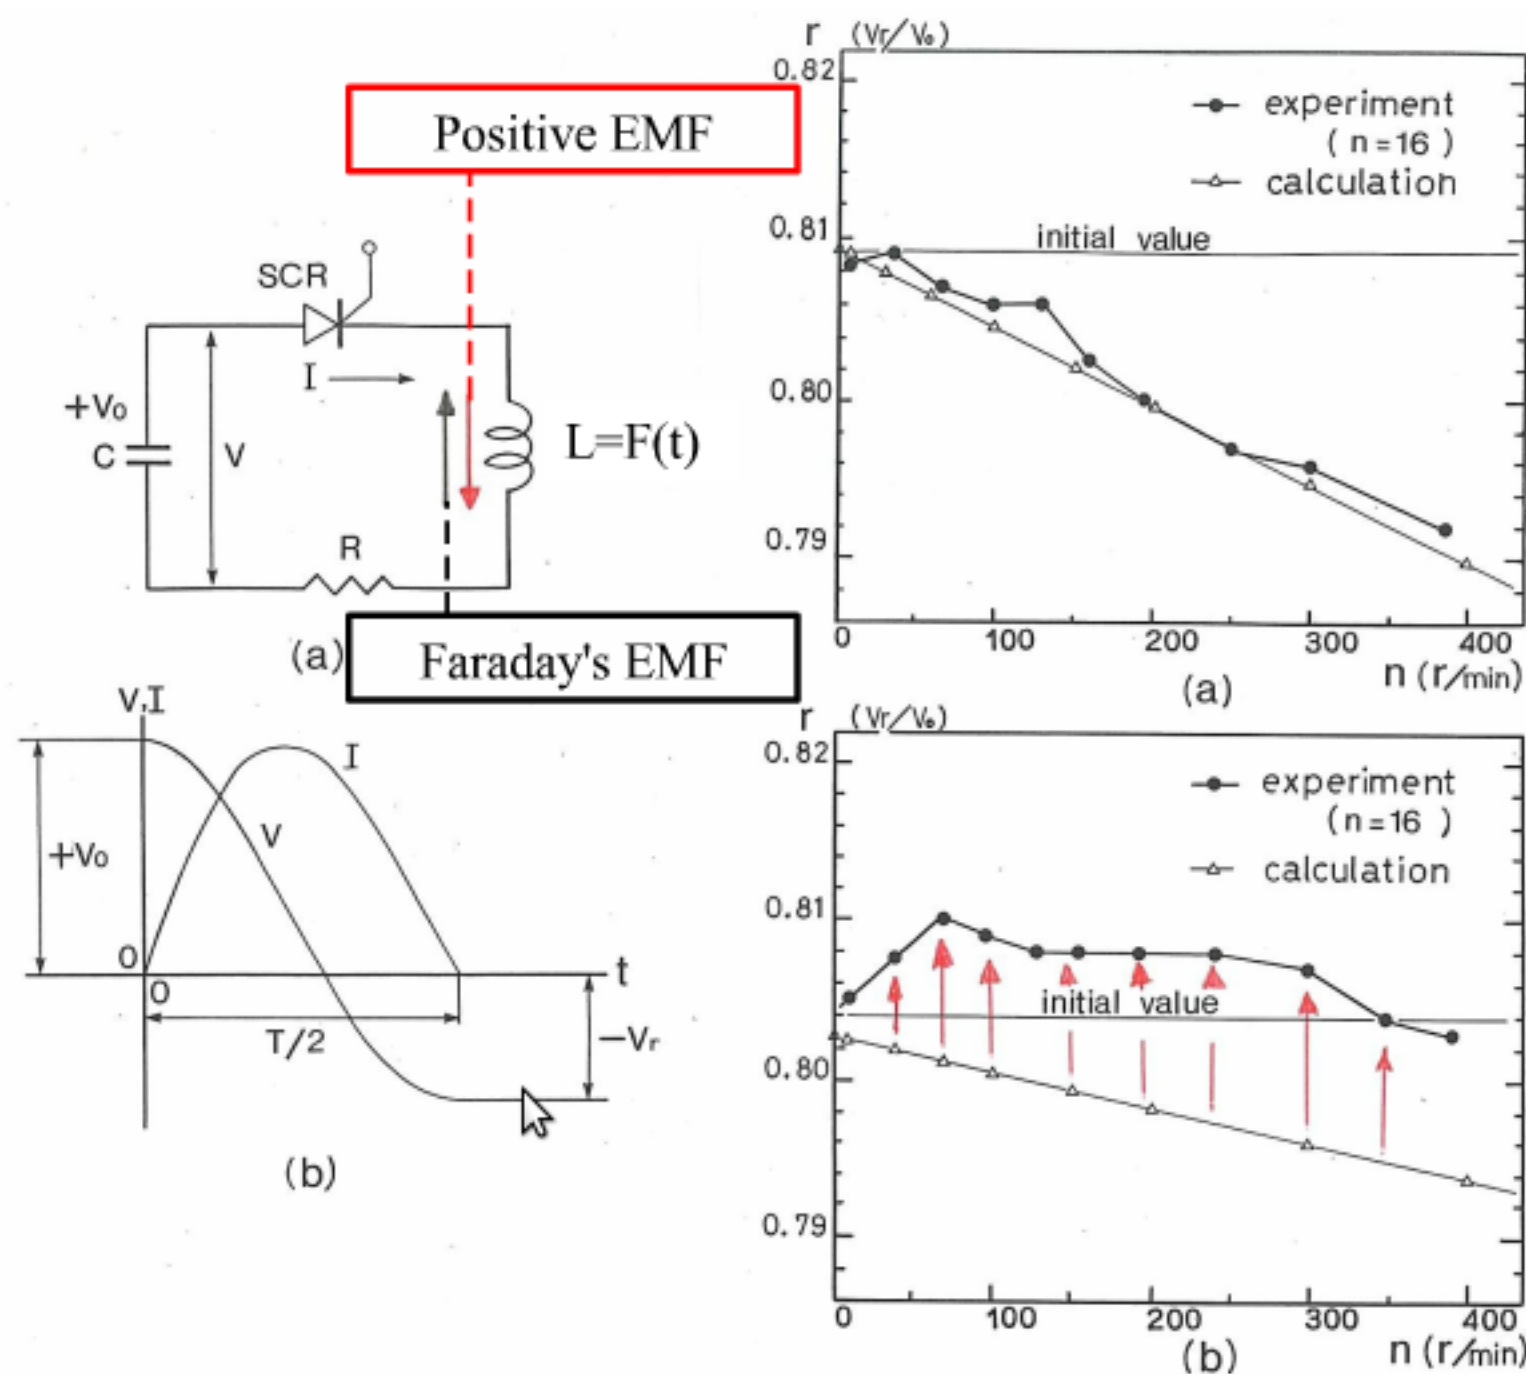 Positive EMF
SCR
I
+V₀
C
V
L=F(t)
R
(a)
Faraday's EMF
V,I
I
V
+V₀
0
0
t
T/2
-Vr
(b)
r (Vr/V₀)
0.82
experiment
(n=16)
calculation
0.81
initial value
0.80
0.79
0 100 200 300 400
n (r/min)
(a)
r (Vr/V₀)
0.82
experiment
(n=16)
calculation
0.81
initial value
0.80
0.79
0 100 200 300 400
(b) n (r/min)